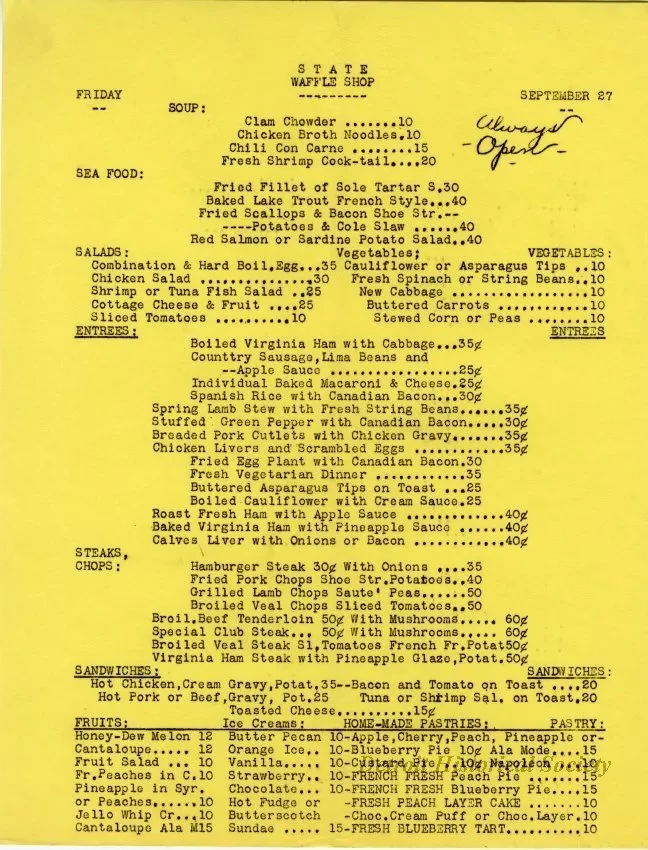 S T A T E
WAFFLE SHOP
---------
FRIDAY SEPTEMBER 27
-- --
Always
-Open-
SOUP:
Clam Chowder .......10
Chicken Broth Noodles.10
Chili Con Carne ........15
Fresh Shrimp Cock-tail....20
SEA FOOD:
Fried Fillet of Sole Tartar S.30
Baked Lake Trout French Style...40
Fried Scallops & Bacon Shoe Str.--
----Potatoes & Cole Slaw ......40
Red Salmon or Sardine Potato Salad..40
SALADS: Vegetables; VEGETABLES:
Combination & Hard Boil.Egg...35 Cauliflower or Asparagus Tips ..10
Chicken Salad ..............30 Fresh Spinach or String Beans..10
Shrimp or Tuna Fish Salad ..25 New Cabbage .................10
Cottage Cheese & Fruit ....25 Buttered Carrots ............10
Sliced Tomatoes .........10 Stewed Corn or Peas ........10
ENTREES: ENTREES
Boiled Virginia Ham with Cabbage...35¢
Counttry Sausage,Lima Beans and
--Apple Sauce ................25¢
Individual Baked Macaroni & Cheese.25¢
Spanish Rice with Canadian Bacon...30¢
Spring Lamb Stew with Fresh String Beans......35¢
Stuffed Green Pepper with Canadian Bacon.....30¢
Breaded Pork Cutlets with Chicken Gravy......35¢
Chicken Livers and Scrambled Eggs ...........35¢
Fried Egg Plant with Canadian Bacon.30
Fresh Vegetarian Dinner ...........35
Buttered Asparagus Tips on Toast ...25
Boiled Cauliflower with Cream Sauce.25
Roast Fresh Ham with Apple Sauce .............40¢
Baked Virginia Ham with Pineapple Sauce ......40¢
Calves Liver with Onions or Bacon ...........40¢
STEAKS,
CHOPS: Hamburger Steak 30¢ With Onions ....35
Fried Pork Chops Shoe Str.Potatoes..40
Grilled Lamb Chops Saute' Peas......50
Broiled Veal Chops Sliced Tomatoes..50
Broil.Beef Tenderloin 50¢ With Mushrooms..... 60¢
Special Club Steak... 50¢ With Mushrooms..... 60¢
Broiled Veal Steak Sl,Tomatoes French Fr.Potat50¢
Virginia Ham Steak with Pineapple Glaze,Potat.50¢
SANDWICHES: SANDWICHES:
Hot Chicken,Cream Gravy,Potat.35--Bacon and Tomato on Toast ....20
Hot Pork or Beef,Gravy, Pot.25 Tuna or Shrimp Sal. on Toast.20
Toasted Cheese...........15¢
FRUITS: Ice Creams: HOME-MADE PASTRIES: PASTRY:
Honey-Dew Melon 12 Butter Pecan 10-Apple,Cherry,Peach, Pineapple or-
Cantaloupe..... 12 Orange Ice.. 10-Blueberry Pie 10¢ Ala Mode....15
Fruit Salad ... 10 Vanilla..... 10-Custard Pi..10¢ Napoleon ..10
Fr.Peaches in C.10 Strawberry.. 10-FRENCH FRESH Peach Pie .......15
Pineapple in Syr. Chocolate... 10-FRENCH FRESH Blueberry Pie....15
or Peaches......10 Hot Fudge or -FRESH PEACH LAYER CAKE .......10
Jello Whip Cr...10 Butterscotch -Choc.Cream Puff or Choc.Layer.10
Cantaloupe Ala M15 Sundae ..... 15-FRESH BLUEBERRY TART..........10
Detroit Historical Society